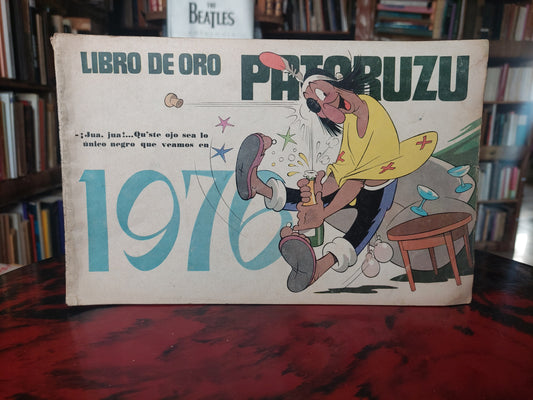 THE
BEATLES
LIBRO DE ORO PATORUZU
-¡Jua, jua!...Qu'ste ojo sea lo
único negro que veamos en
1976